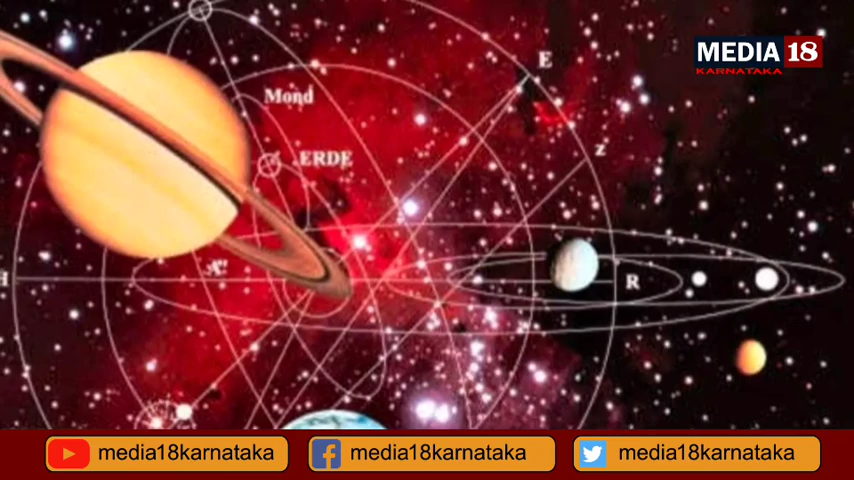 MEDIA 18
KARNATAKA
E
Mond
z
ERDE
R
media18karnataka
media18karnataka
media18karnataka